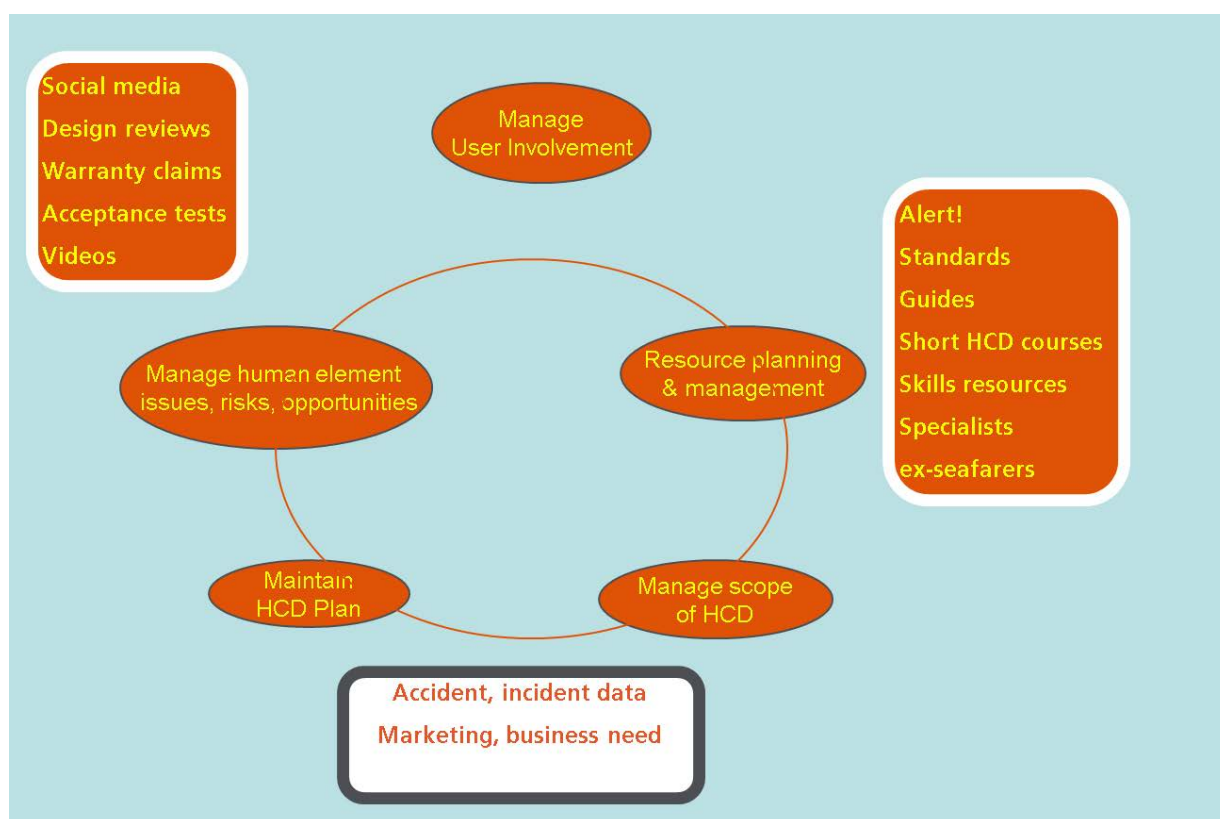 Social media
Design reviews
Warranty claims
Acceptance tests
Videos
Manage
User Involvement
Alert!
Standards
Guides
Short HCD courses
Skills resources
Specialists
ex-seafarers
Manage human element
issues, risks, opportunities
Resource planning
& management
Maintain
HCD Plan
Manage scope
of HCD
Accident, incident data
Marketing, business need